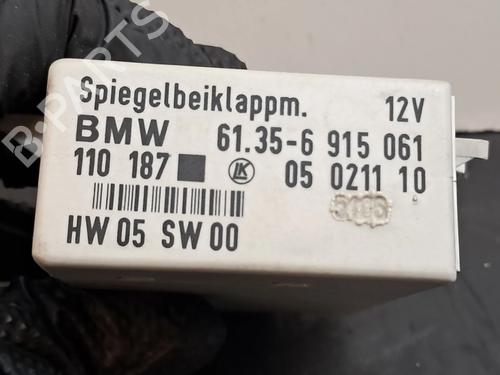 Spiegelbeiklappm. 12V
BMW 61.35-6 915 061
110 187 LK 05 0211 10
HW 05 SW 00
B-PARTS